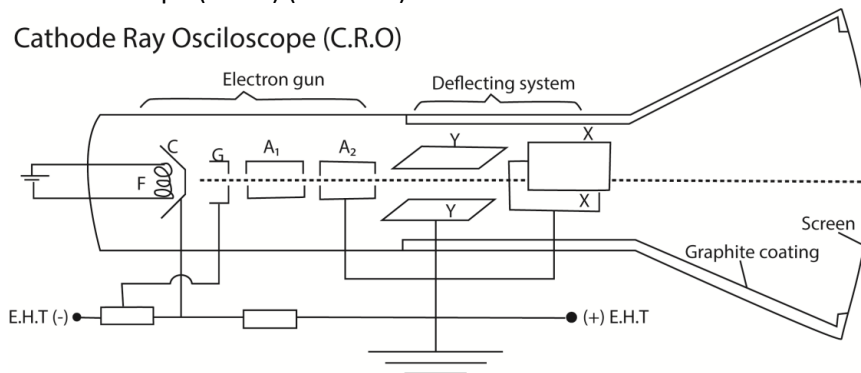 Cathode Ray Osciloscope (C.R.O)
Electron gun
Deflecting system
C
G
A₁
A₂
Y
X
F
Y
X
Screen
Graphite coating
E.H.T (-)
(+) E.H.T